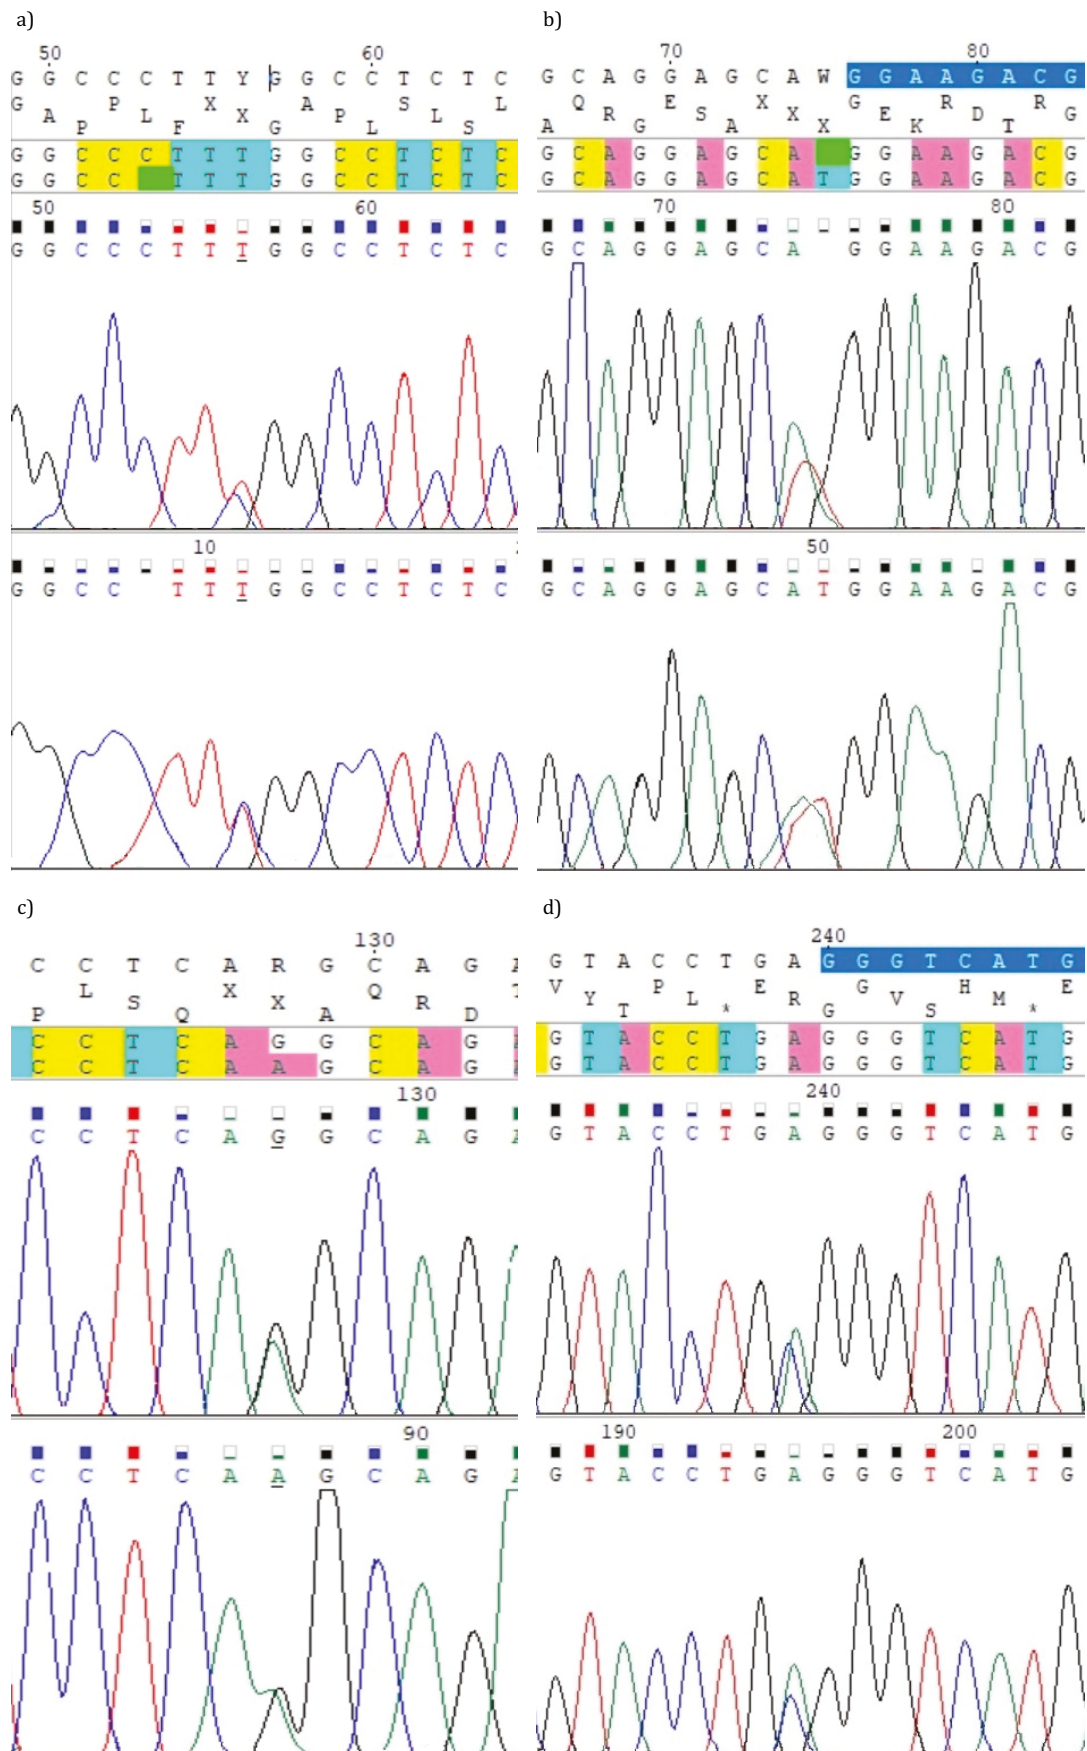 a)
50 60
G G C C C T T Y G G C C T C T C
G P X A S L
A L X P L
P F G L S
G G C C C T T T G G C C T C T C
G G C C T T T G G C C T C T C
50 60
G G C C C T T T G G C C T C T C
10
G G C C T T T G G C C T C T C
b)
70 80
G C A G G A G C A W G G A A G A C G
Q E X G R R
R S X E D G
A G A X K T
G C A G G A G C A G G A A G A C G
G C A G G A G C A T G G A A G A C G
70 80
G C A G G A G C A G G A A G A C G
50
G C A G G A G C A T G G A A G A C G
c)
130
C C T C A R G C A G A
L X Q
S X R
P Q A D
C C T C A G G C A G A
C C T C A A G C A G A
130
C C T C A G G C A G A
90
C C T C A A G C A G A
d)
240
G T A C C T G A G G G T C A T G
V P E G H E
Y L R V M
T * G S *
G T A C C T G A G G G T C A T G
G T A C C T G A G G G T C A T G
240
G T A C C T G A G G G T C A T G
190 200
G T A C C T G A G G G T C A T G